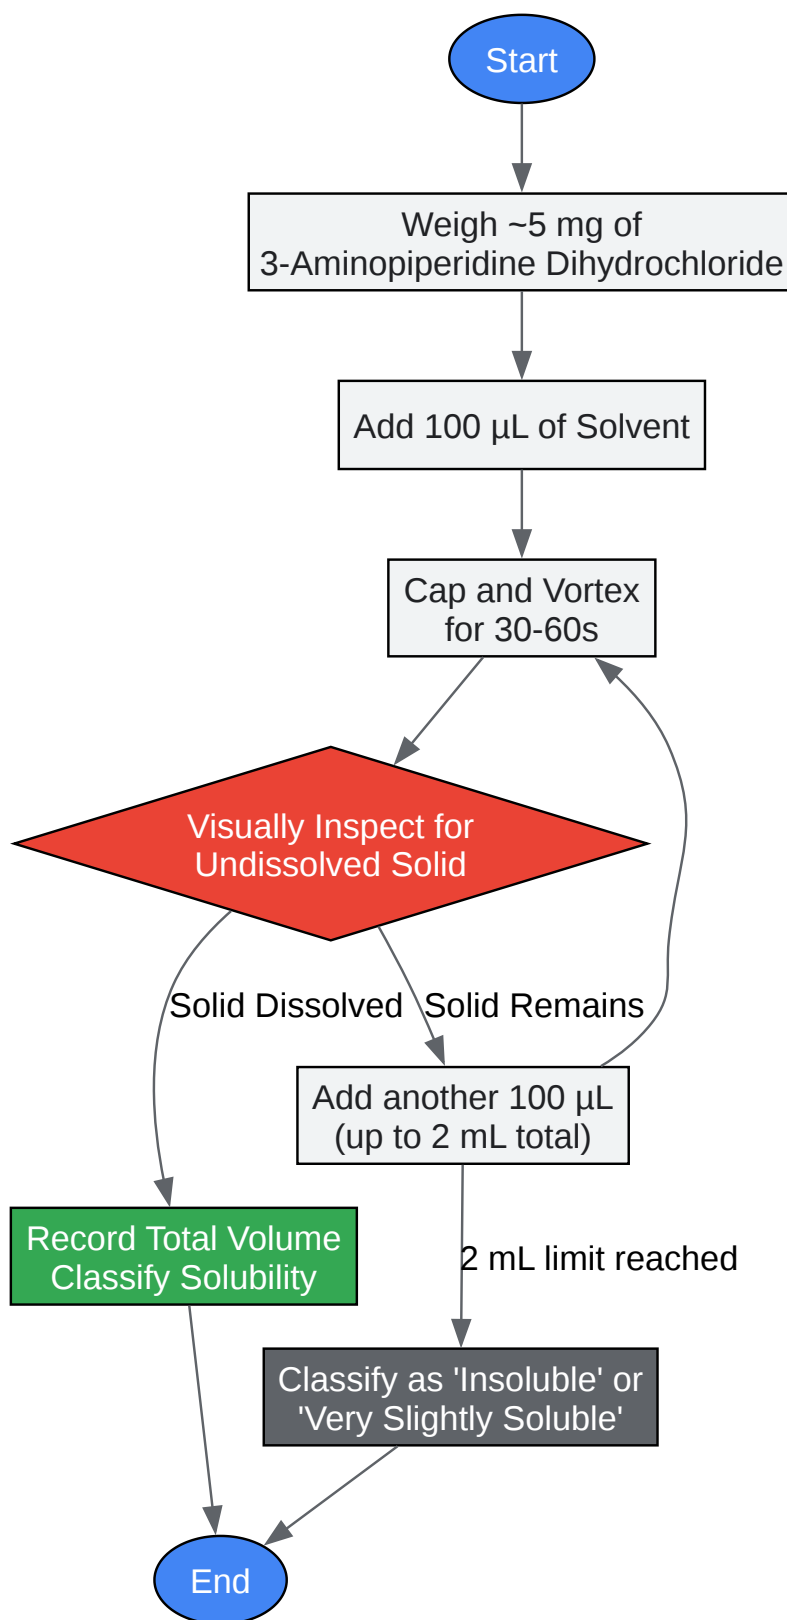 Start
Weigh ~5 mg of
3-Aminopiperidine Dihydrochloride
Add 100 µL of Solvent
Cap and Vortex
for 30-60s
Visually Inspect for
Undissolved Solid
Solid Dissolved
Solid Remains
Add another 100 µL
(up to 2 mL total)
Record Total Volume
Classify Solubility
2 mL limit reached
Classify as 'Insoluble' or
'Very Slightly Soluble'
End